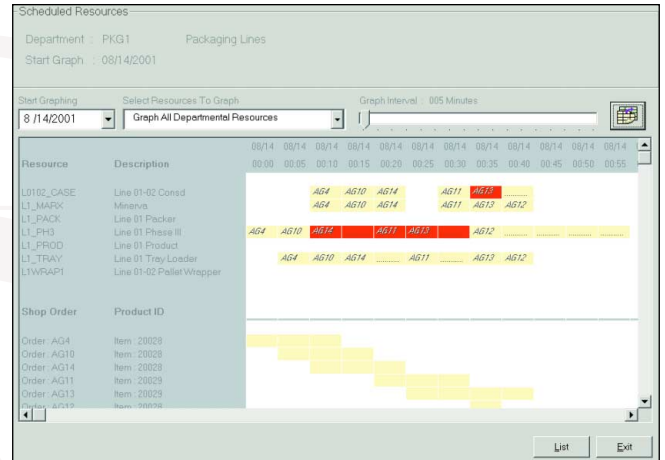 Scheduled Resources
Department : PKG1 Packaging Lines
Start Graph : 08/14/2001
Start Graphing Select Resources To Graph Graph Interval : 005 Minutes
8 /14/2001 Graph All Departmental Resources
08/14 08/14 08/14 08/14 08/14 08/14 08/14 08/14 08/14 08/14 08/14 08/14
Resource Description 00:00 00:05 00:10 00:15 00:20 00:25 00:30 00:35 00:40 00:45 00:50 00:55
L0102_CASE Line 01-02 Consd AG4 AG10 AG14 AG11 AG13 ..........
L1_MARX Minerva AG4 AG10 AG14 AG11 AG13 AG12
L1_PACK Line 01 Packer
L1_PH3 Line 01 Phase III AG4 AG10 AG14 AG11 AG13 AG12 .......... .......... ..........
L1_PROD Line 01 Product
L1_TRAY Line 01 Tray Loader AG4 AG10 AG14 .......... AG11 .......... AG13 AG12
L1WRAP1 Line 01-02 Pallet Wrapper
Shop Order Product ID
Order: AG4 Item : 20028
Order: AG10 Item : 20028
Order: AG14 Item : 20028
Order: AG11 Item : 20029
Order: AG13 Item : 20029
Order: AG12 Item : 20029
List Exit